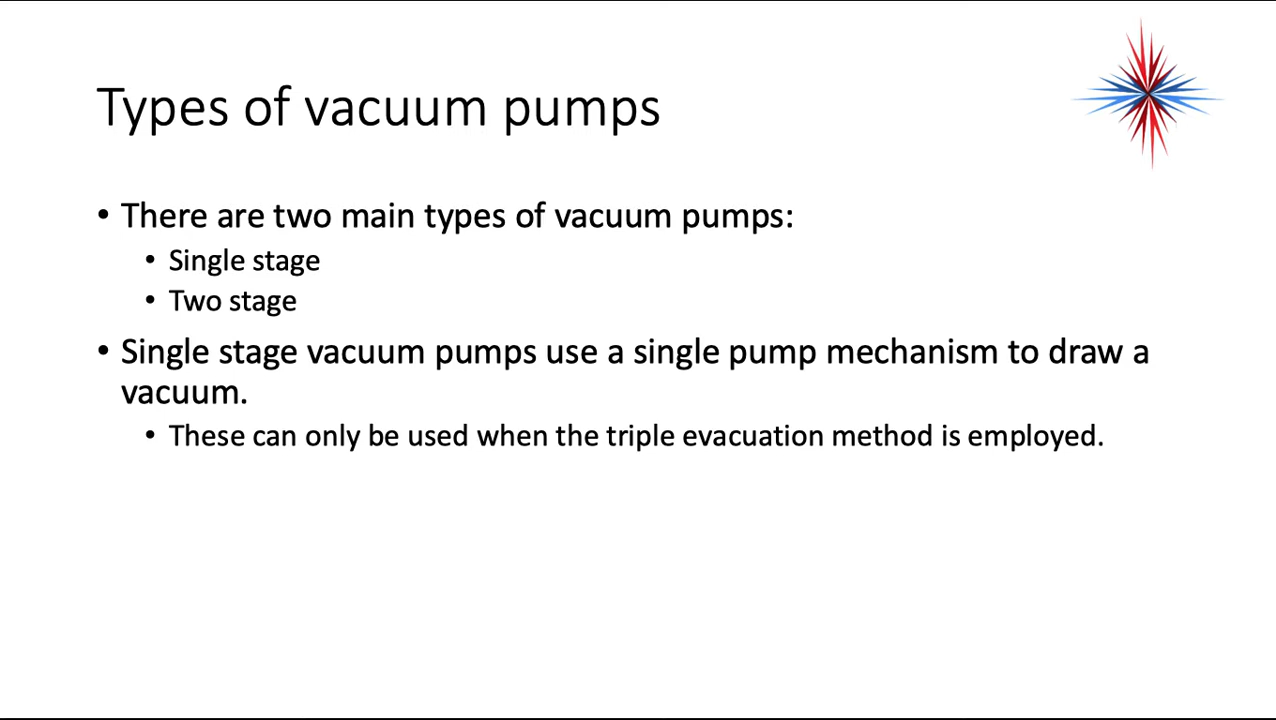 Types of vacuum pumps
• There are two main types of vacuum pumps:
• Single stage
• Two stage
• Single stage vacuum pumps use a single pump mechanism to draw a
vacuum.
• These can only be used when the triple evacuation method is employed.